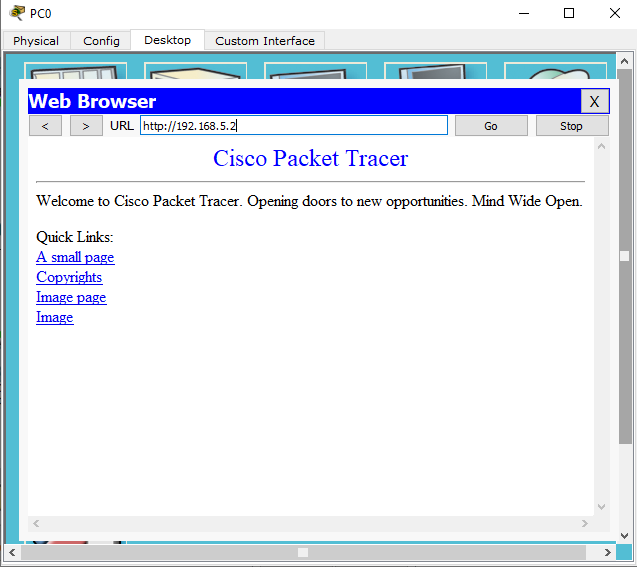 PC0
Physical Config Desktop Custom Interface
Web Browser X
< > URL http://192.168.5.2 Go Stop
Cisco Packet Tracer
Welcome to Cisco Packet Tracer. Opening doors to new opportunities. Mind Wide Open.
Quick Links:
A small page
Copyrights
Image page
Image